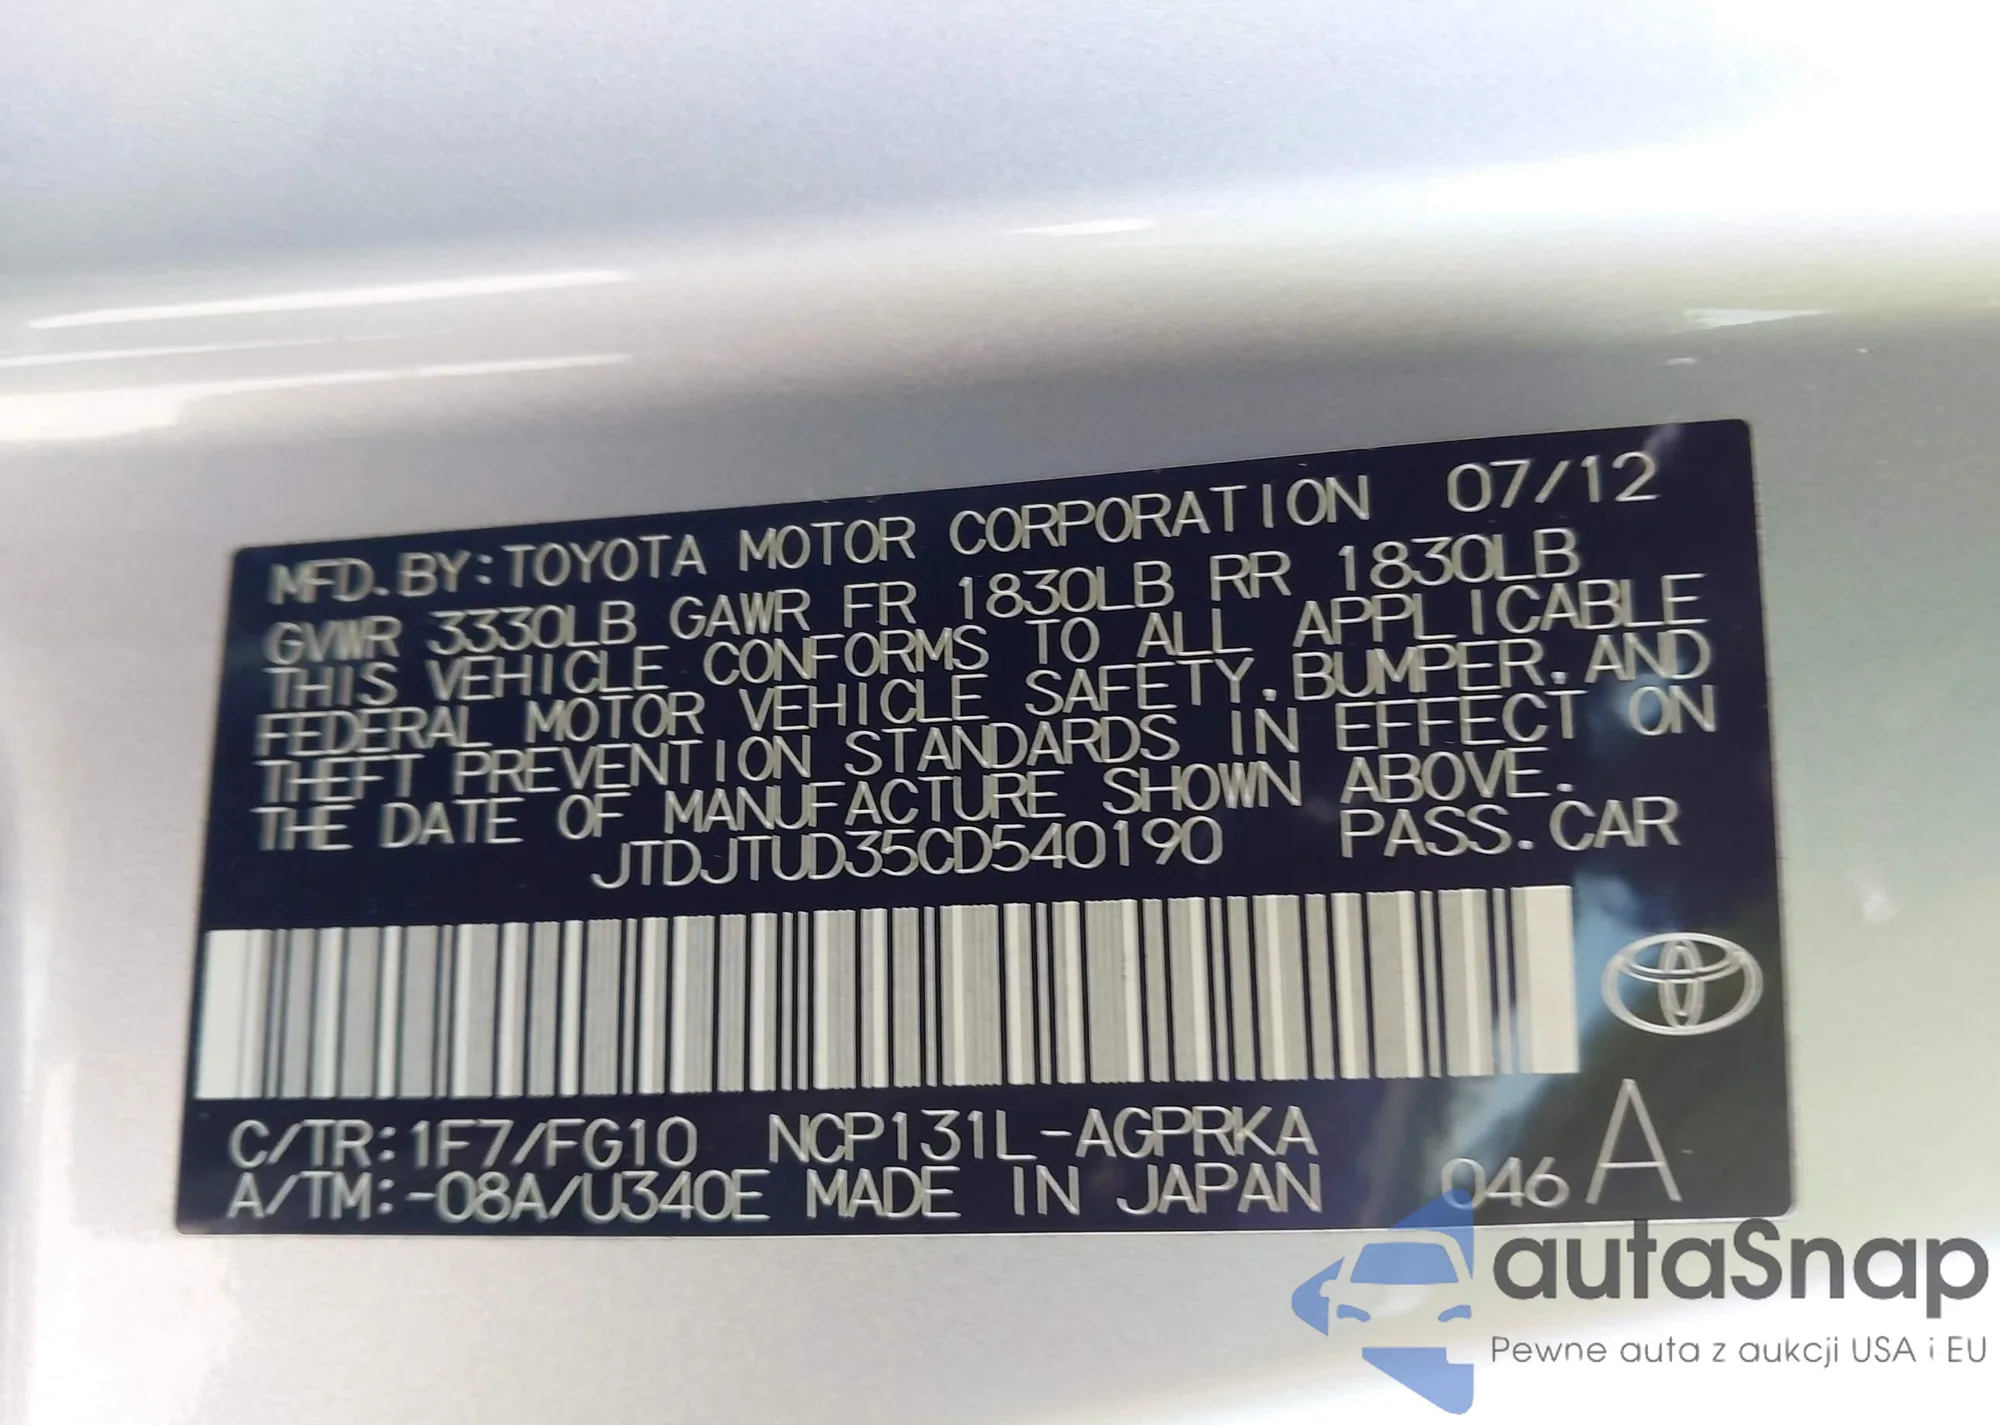 MFD. BY: TOYOTA MOTOR CORPORATION 07/12
GVWR 3330LB GAWR FR 1830LB RR 1830LB
THIS VEHICLE CONFORMS TO ALL APPLICABLE
FEDERAL MOTOR VEHICLE SAFETY, BUMPER, AND
THEFT PREVENTION STANDARDS IN EFFECT ON
THE DATE OF MANUFACTURE SHOWN ABOVE.
JTDJTUD35CD540190 PASS. CAR
C/TR: 1F7/FG10 NCP131L-AGPRKA
A/TM: -08A/U340E MADE IN JAPAN 046 A
autaSnap
Pewne auta z aukcji USA i EU